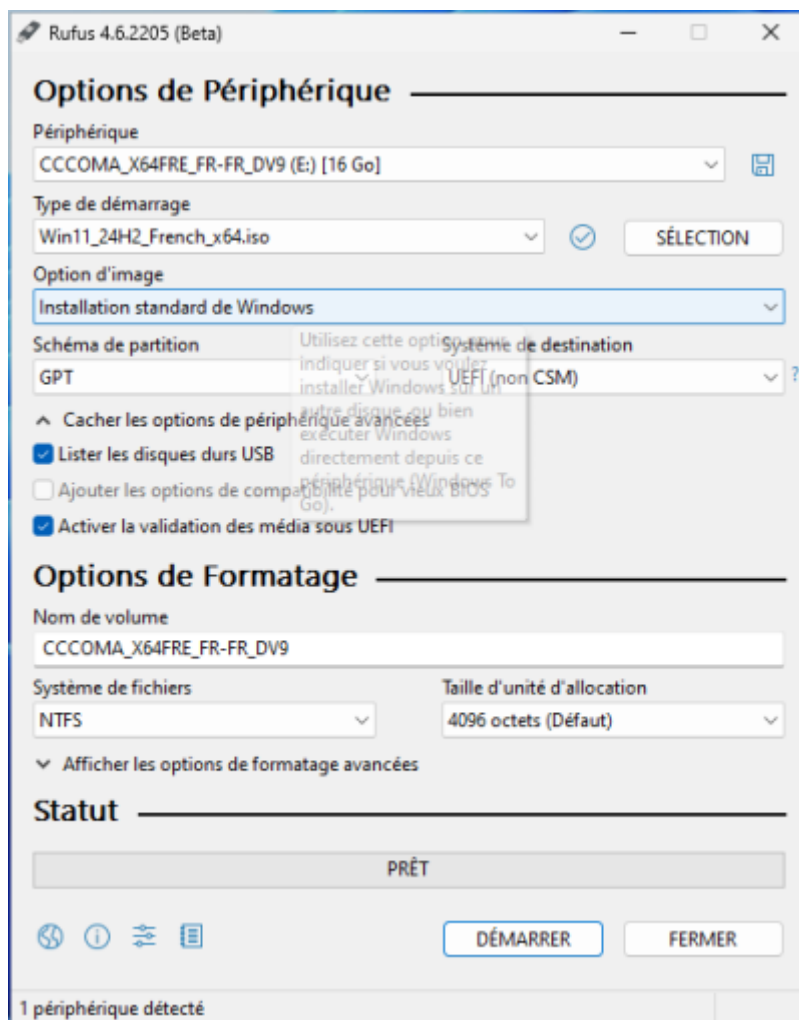 Rufus 4.6.2205 (Beta)
Options de Périphérique
Périphérique
CCCOMA_X64FRE_FR-FR_DV9 (E:) [16 Go]
Type de démarrage
Win11_24H2_French_x64.iso
SÉLECTION
Option d'image
Installation standard de Windows
Schéma de partition
Système de destination
GPT
UEFI (non CSM)
?
Utilisez cette option pour
indiquer si vous voulez
installer Windows sur un
autre disque, ou bien
exécuter Windows
directement depuis ce
périphérique (Windows To
Go).
Cacher les options de périphérique avancées
Lister les disques durs USB
Ajouter les options de compatibilité pour vieux BIOS
Activer la validation des média sous UEFI
Options de Formatage
Nom de volume
CCCOMA_X64FRE_FR-FR_DV9
Système de fichiers
Taille d'unité d'allocation
NTFS
4096 octets (Défaut)
Afficher les options de formatage avancées
Statut
PRÊT
DÉMARRER
FERMER
1 périphérique détecté